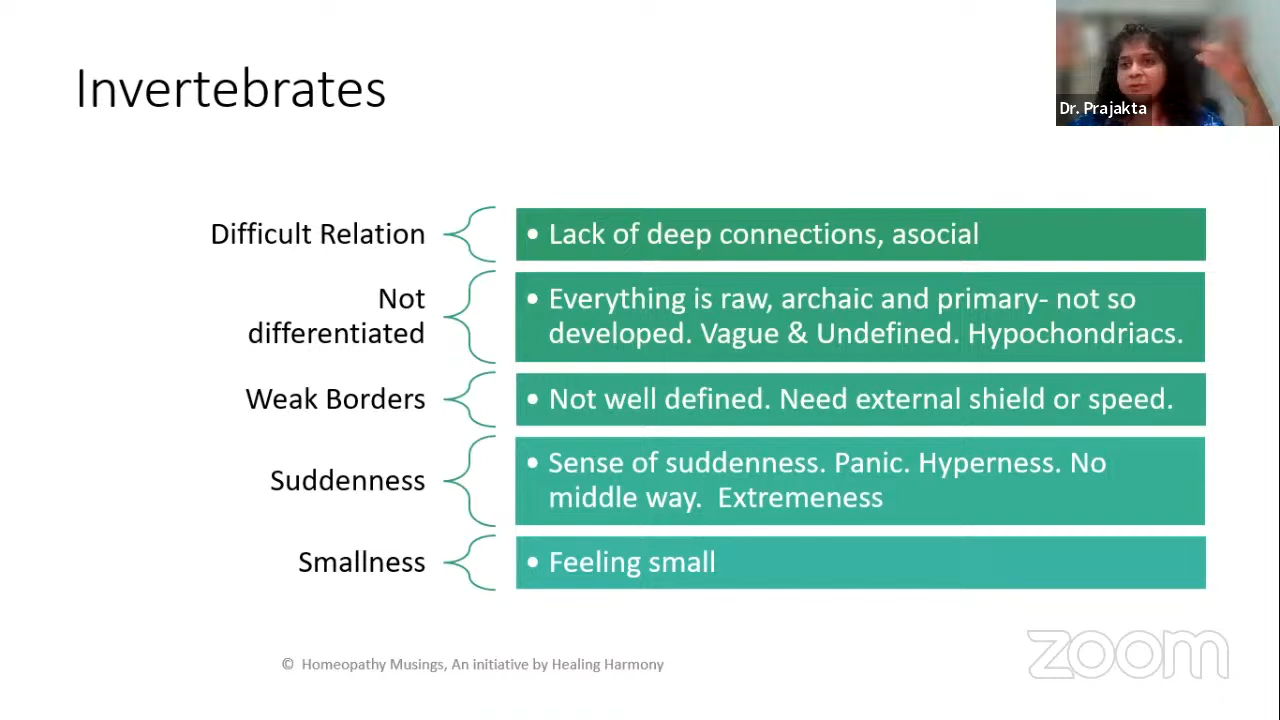 Invertebrates
Dr. Prajakta
Difficult Relation
• Lack of deep connections, asocial
Not
differentiated
• Everything is raw, archaic and primary- not so
developed. Vague & Undefined. Hypochondriacs.
Weak Borders
• Not well defined. Need external shield or speed.
Suddenness
• Sense of suddenness. Panic. Hyperness. No
middle way.  Extremeness
Smallness
• Feeling small
© Homeopathy Musings, An initiative by Healing Harmony
zoom